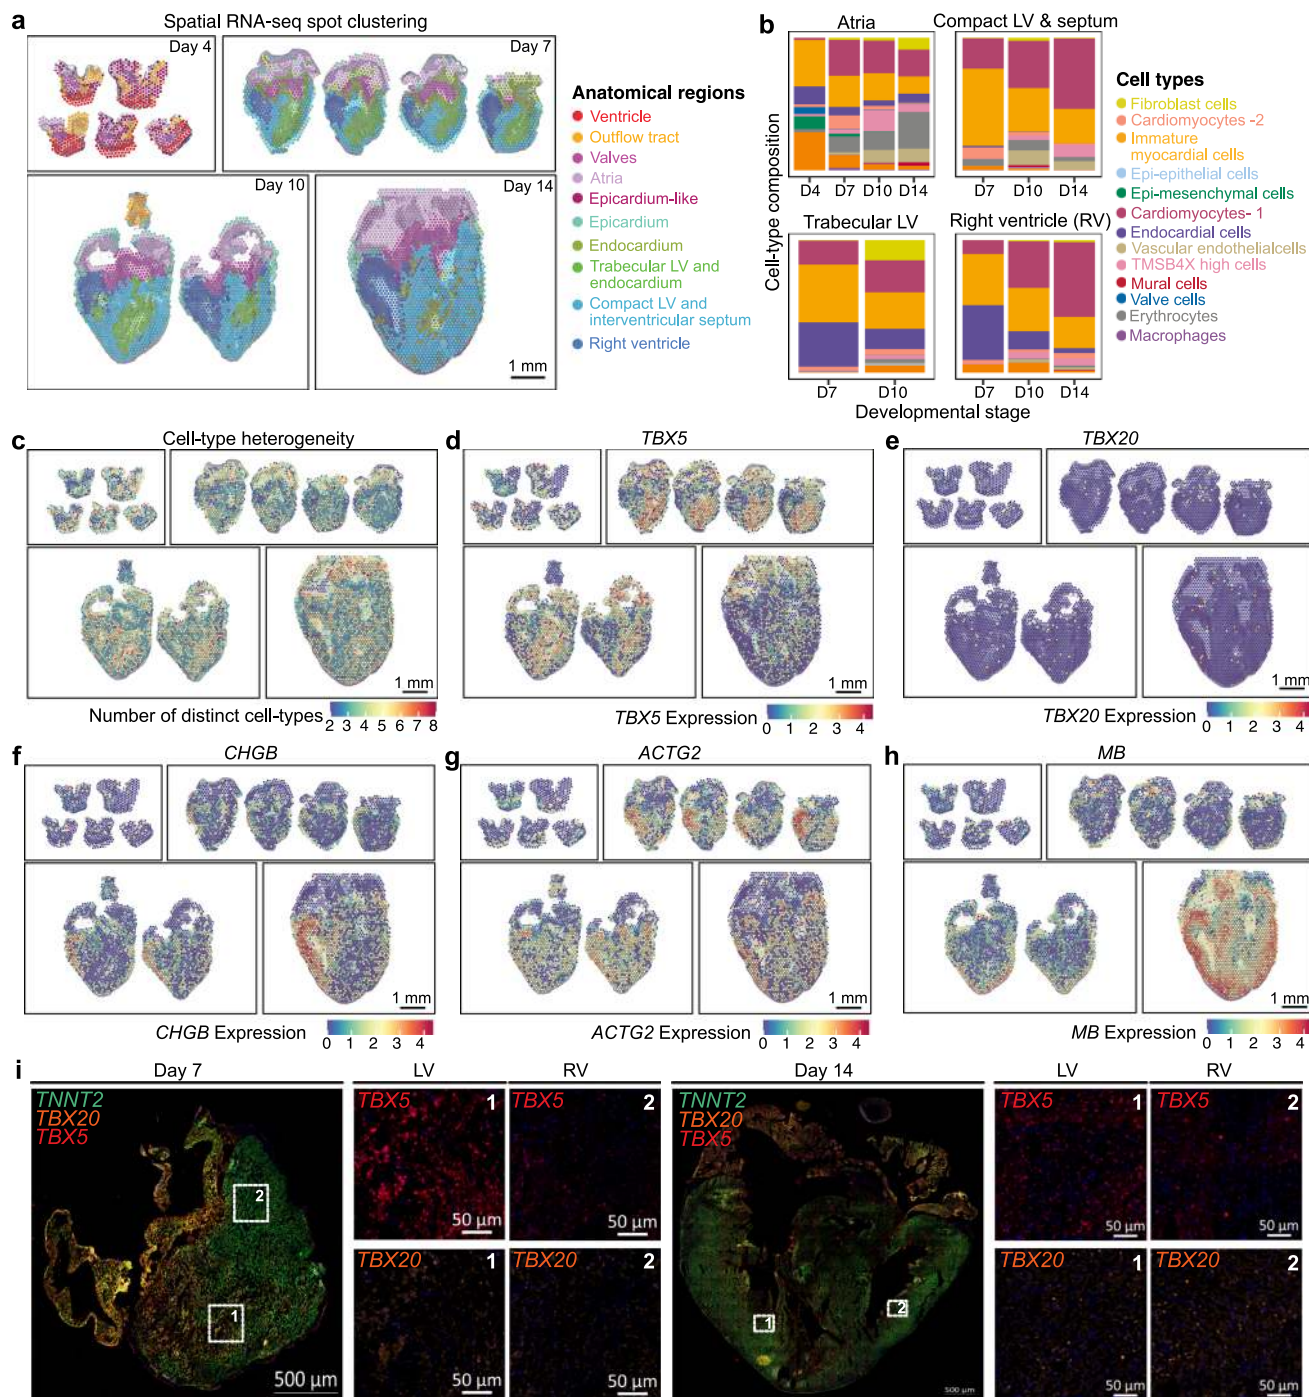 a
Spatial RNA-seq spot clustering
Day 4
Day 7
Day 10
Day 14
1 mm
Anatomical regions
Ventricle
Outflow tract
Valves
Atria
Epicardium-like
Epicardium
Endocardium
Trabecular LV and
endocardium
Compact LV and
interventricular septum
Right ventricle
b
Atria
Compact LV & septum
D4 D7 D10 D14
D7 D10 D14
Cell-type composition
Trabecular LV
Right ventricle (RV)
D7 D10
D7 D10 D14
Developmental stage
Cell types
Fibroblast cells
Cardiomyocytes -2
Immature
myocardial cells
Epi-epithelial cells
Epi-mesenchymal cells
Cardiomyocytes- 1
Endocardial cells
Vascular endothelialcells
TMSB4X high cells
Mural cells
Valve cells
Erythrocytes
Macrophages
c
Cell-type heterogeneity
1 mm
Number of distinct cell-types
2 3 4 5 6 7 8
d
TBX5
1 mm
TBX5 Expression
0 1 2 3 4
e
TBX20
1 mm
TBX20 Expression
0 1 2 3 4
f
CHGB
1 mm
CHGB Expression
0 1 2 3 4
g
ACTG2
1 mm
ACTG2 Expression
0 1 2 3 4
h
MB
1 mm
MB Expression
0 1 2 3 4
i
Day 7
LV
RV
Day 14
LV
RV
TNNT2
TBX20
TBX5
2
1
500 µm
TBX5 1
50 µm
TBX5 2
50 µm
TBX20 1
50 µm
TBX20 2
50 µm
TNNT2
TBX20
TBX5
1
2
500 µm
TBX5 1
50 µm
TBX5 2
50 µm
TBX20 1
50 µm
TBX20 2
50 µm